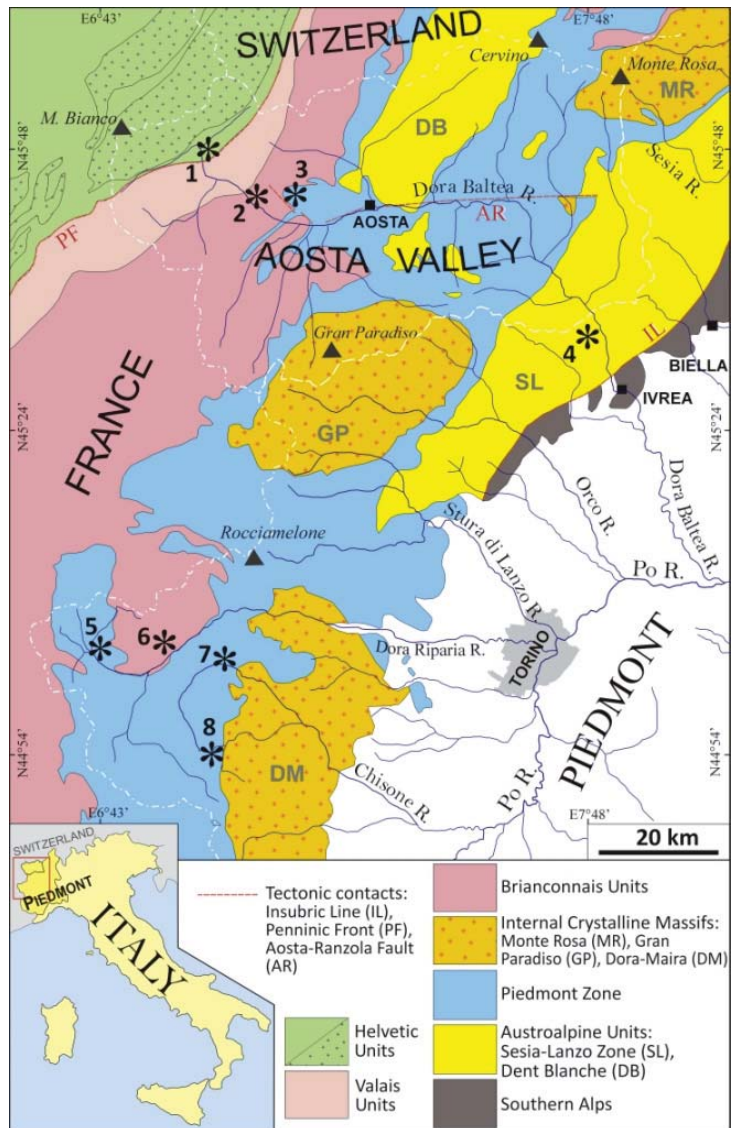 E6°43'
E7°48'
SWITZERLAND
Cervino
Monte Rosa
MR
M. Bianco
DB
N45°48'
N45°48'
Sesia R.
1
2
3
Dora Baltea R.
AOSTA
AR
PF
AOSTA VALLEY
Gran Paradiso
4
IL
BIELLA
SL
IVREA
FRANCE
GP
N45°24'
N45°24'
Orco R.
Dora Baltea R.
Stura di Lanzo R.
Rocciamelone
Po R.
5
6
7
Dora Riparia R.
TORINO
PIEDMONT
8
N44°54'
N44°54'
DM
Chisone R.
Po R.
E6°43'
E7°48'
20 km
SWITZERLAND
PIEDMONT
ITALY
Tectonic contacts:
Insubric Line (IL),
Penninic Front (PF),
Aosta-Ranzola Fault
(AR)
Helvetic
Units
Valais
Units
Brianconnais Units
Internal Crystalline Massifs:
Monte Rosa (MR), Gran
Paradiso (GP), Dora-Maira (DM)
Piedmont Zone
Austroalpine Units:
Sesia-Lanzo Zone (SL),
Dent Blanche (DB)
Southern Alps